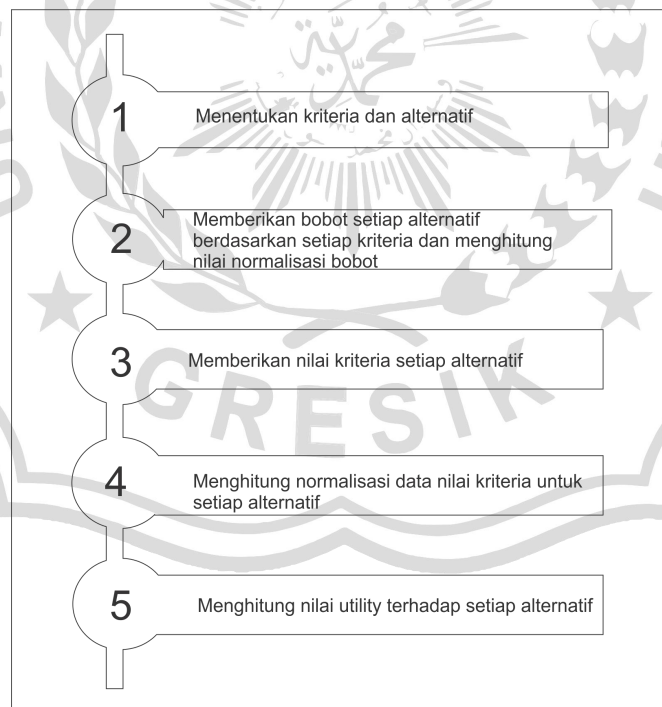 1
Menentukan kriteria dan alternatif
2
Memberikan bobot setiap alternatif
berdasarkan setiap kriteria dan menghitung
nilai normalisasi bobot
3
Memberikan nilai kriteria setiap alternatif
GRESIK
4
Menghitung normalisasi data nilai kriteria untuk
setiap alternatif
5
Menghitung nilai utility terhadap setiap alternatif